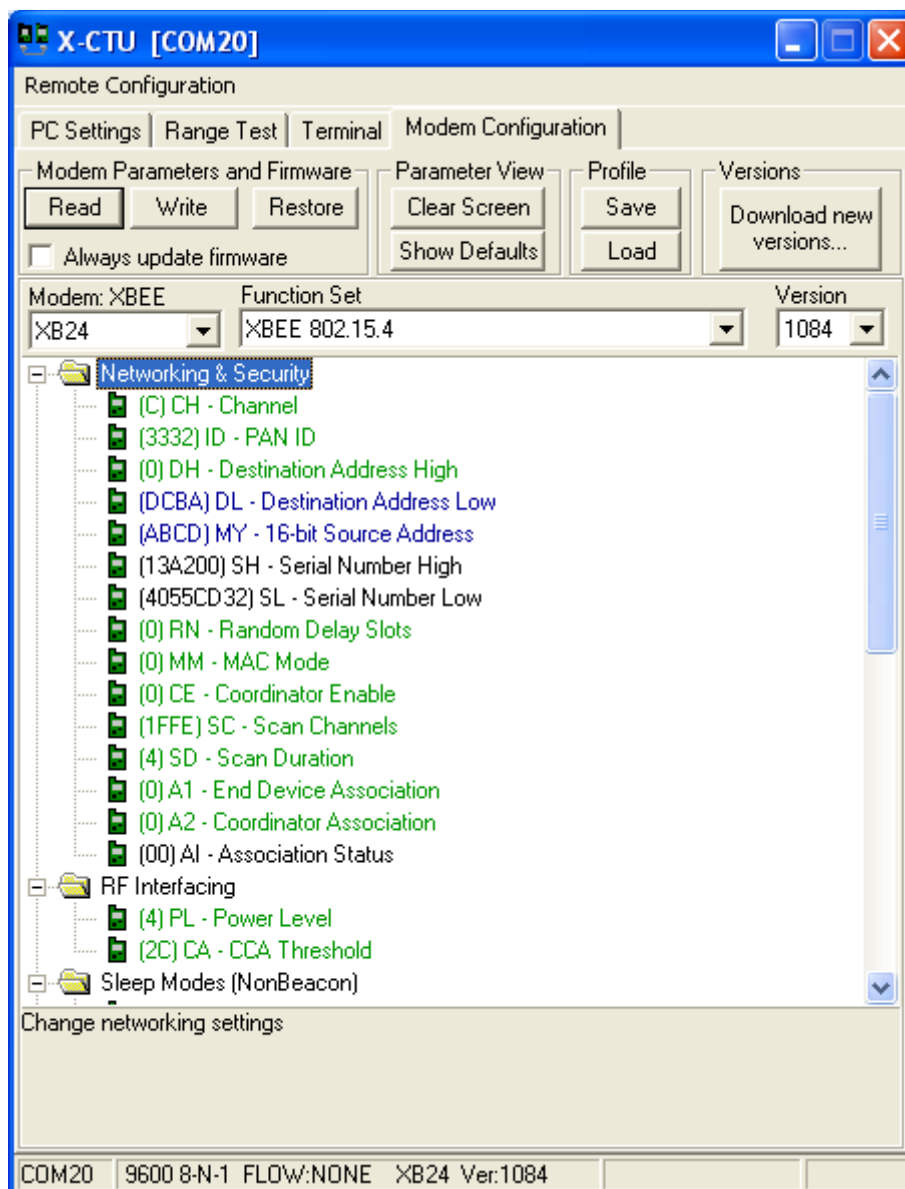 X-CTU [COM20]
Remote Configuration
PC Settings Range Test Terminal Modem Configuration
Modem Parameters and Firmware Parameter View Profile Versions
Read Write Restore Clear Screen Save Download new versions...
Always update firmware Show Defaults Load
Modem: XBEE Function Set Version
XB24 XBEE 802.15.4 1084
Networking & Security
(C) CH - Channel
(3332) ID - PAN ID
(0) DH - Destination Address High
(DCBA) DL - Destination Address Low
(ABCD) MY - 16-bit Source Address
(13A200) SH - Serial Number High
(4055CD32) SL - Serial Number Low
(0) RN - Random Delay Slots
(0) MM - MAC Mode
(0) CE - Coordinator Enable
(1FFE) SC - Scan Channels
(4) SD - Scan Duration
(0) A1 - End Device Association
(0) A2 - Coordinator Association
(00) AI - Association Status
RF Interfacing
(4) PL - Power Level
(2C) CA - CCA Threshold
Sleep Modes (NonBeacon)
Change networking settings
COM20 9600 8-N-1 FLOW:NONE XB24 Ver:1084